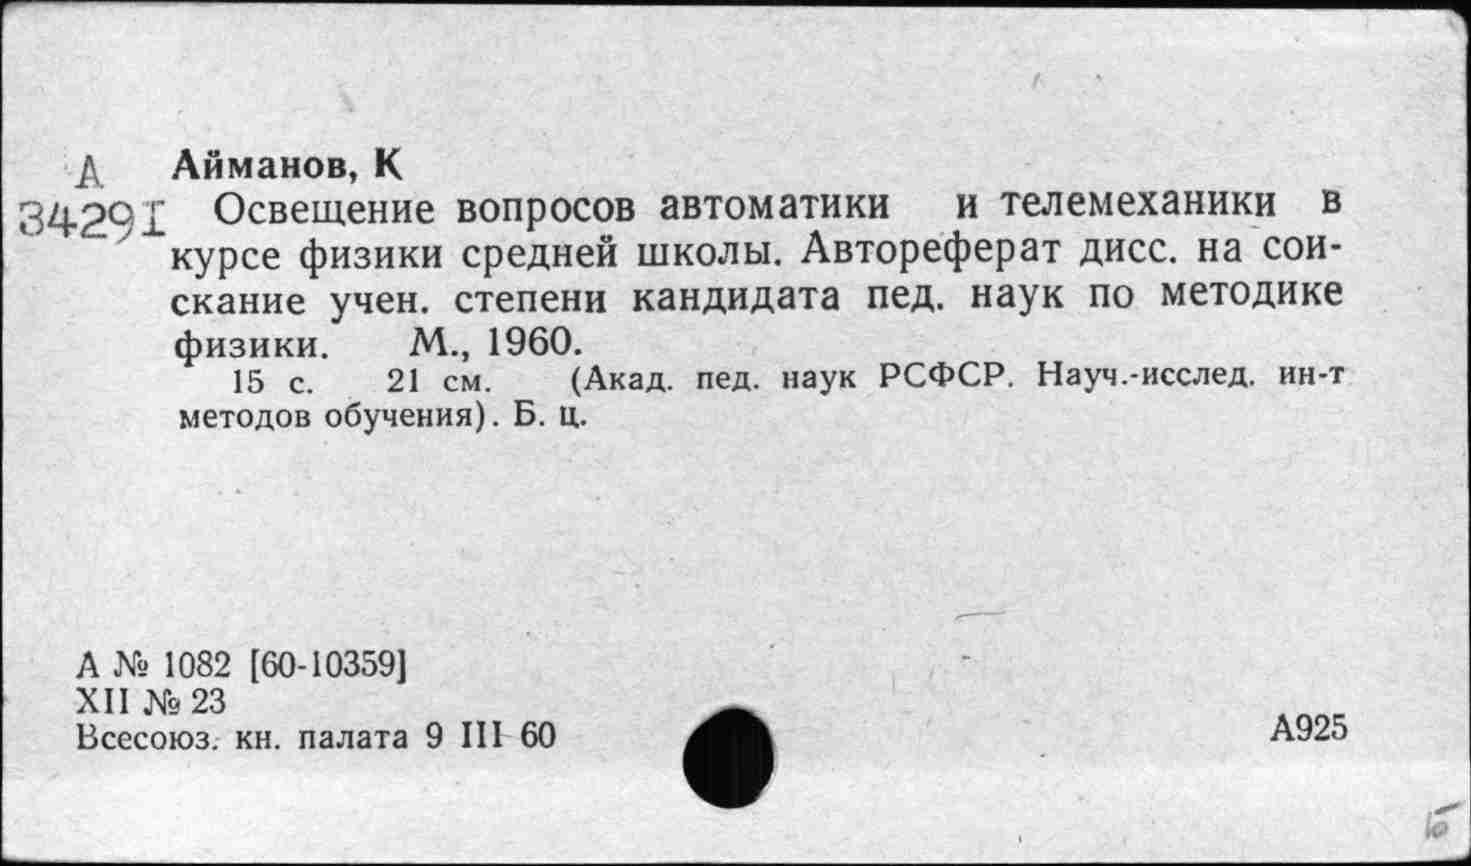 А Айманов, К
34291 Освещение вопросов автоматики и телемеханики в
курсе физики средней школы. Автореферат дисс. на сои-
скание учен. степени кандидата пед. наук по методике
физики. М., 1960.
15 с. 21 см. (Акад. пед. наук РСФСР. Науч.-исслед. ин-т
методов обучения). Б. ц.
А № 1082 [60-10359]
XII № 23
Всесоюз. кн. палата 9 III 60
А925